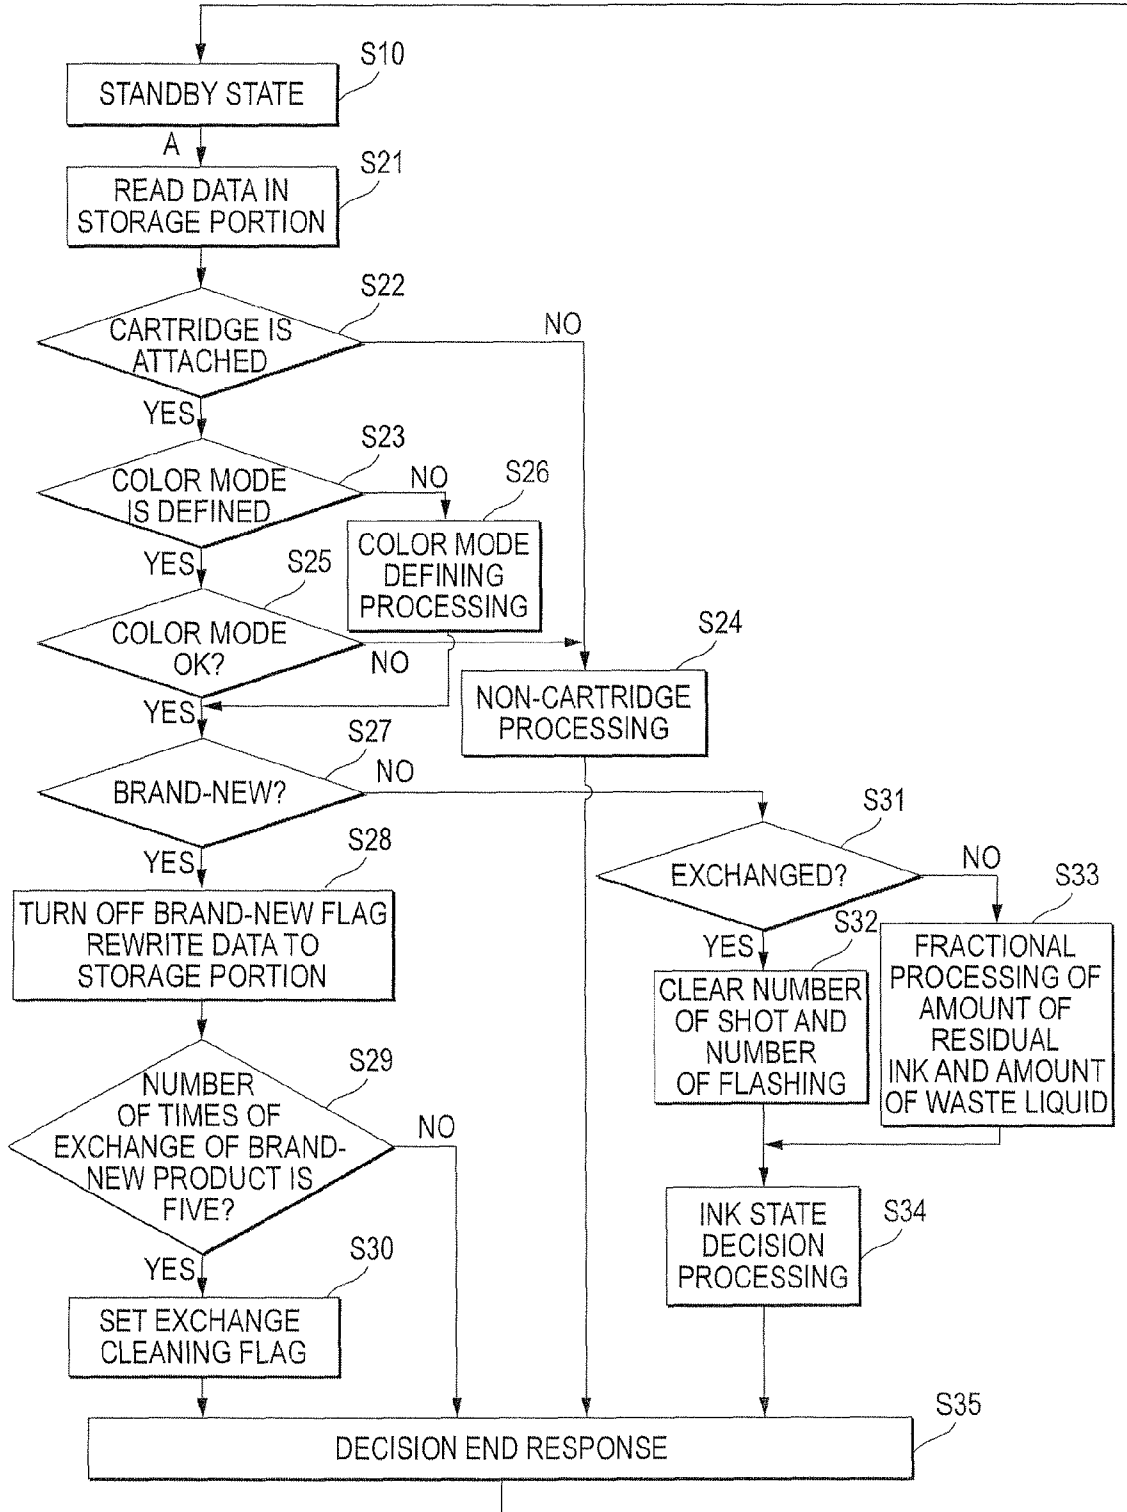 S10
STANDBY STATE
A
S21
READ DATA IN
STORAGE PORTION
S22
CARTRIDGE IS
ATTACHED
NO
YES
S23
COLOR MODE
IS DEFINED
NO
S26
COLOR MODE
DEFINING
PROCESSING
YES
S25
COLOR MODE
OK?
NO
S24
NON-CARTRIDGE
PROCESSING
YES
S27
BRAND-NEW?
NO
S31
EXCHANGED?
NO
YES
S28
TURN OFF BRAND-NEW FLAG
REWRITE DATA TO
STORAGE PORTION
YES
S32
CLEAR NUMBER
OF SHOT AND
NUMBER
OF FLASHING
S33
FRACTIONAL
PROCESSING OF
AMOUNT OF
RESIDUAL
INK AND AMOUNT
OF WASTE LIQUID
S29
NUMBER
OF TIMES OF
EXCHANGE OF BRAND-
NEW PRODUCT IS
FIVE?
NO
YES
S30
SET EXCHANGE
CLEANING FLAG
S34
INK STATE
DECISION
PROCESSING
S35
DECISION END RESPONSE